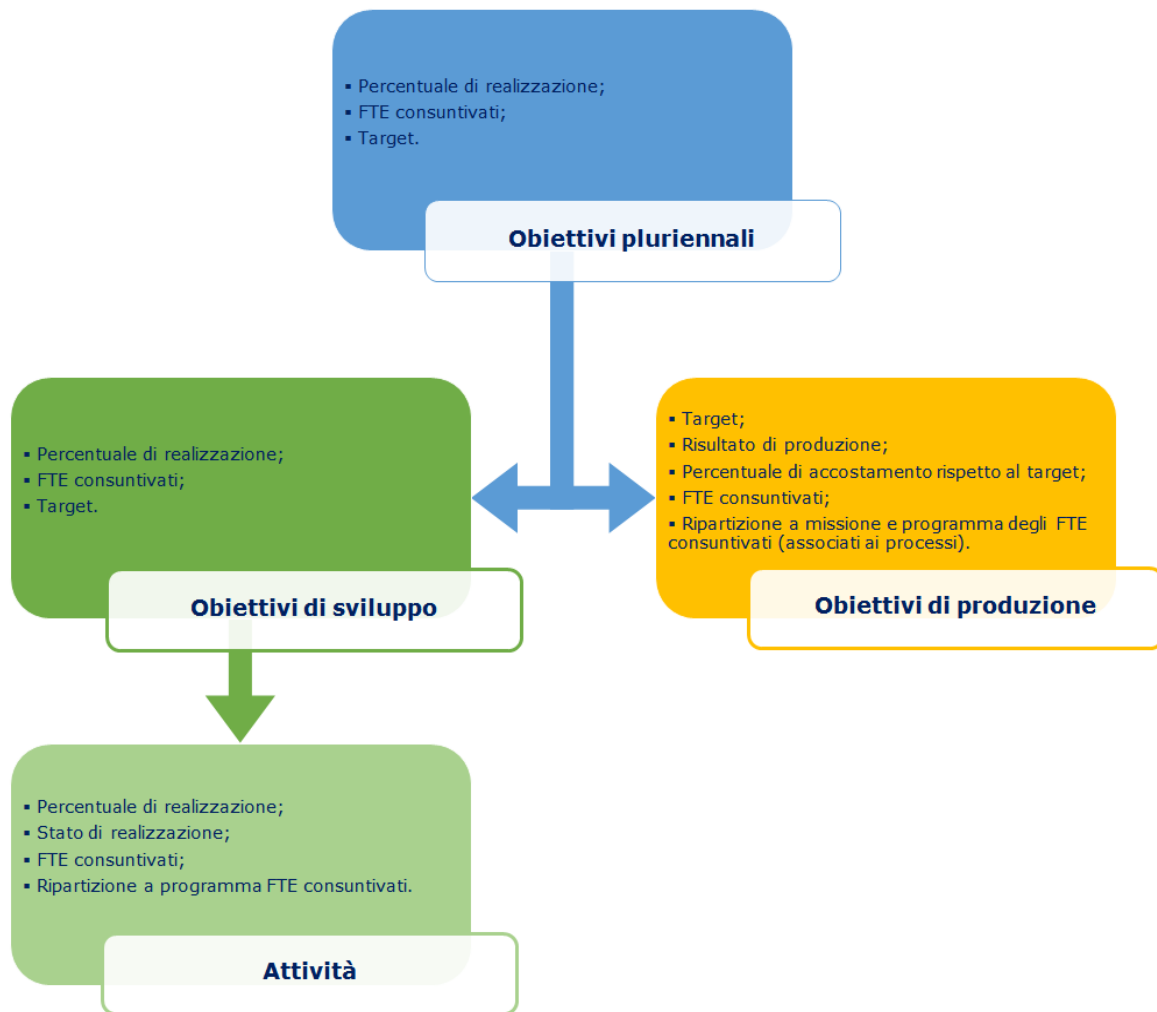 ▪ Percentuale di realizzazione;
▪ FTE consuntivati;
▪ Target.
Obiettivi pluriennali
▪ Percentuale di realizzazione;
▪ FTE consuntivati;
▪ Target.
Obiettivi di sviluppo
▪ Target;
▪ Risultato di produzione;
▪ Percentuale di accostamento rispetto al target;
▪ FTE consuntivati;
▪ Ripartizione a missione e programma degli FTE
consuntivati (associati ai processi).
Obiettivi di produzione
▪ Percentuale di realizzazione;
▪ Stato di realizzazione;
▪ FTE consuntivati;
▪ Ripartizione a programma FTE consuntivati.
Attività